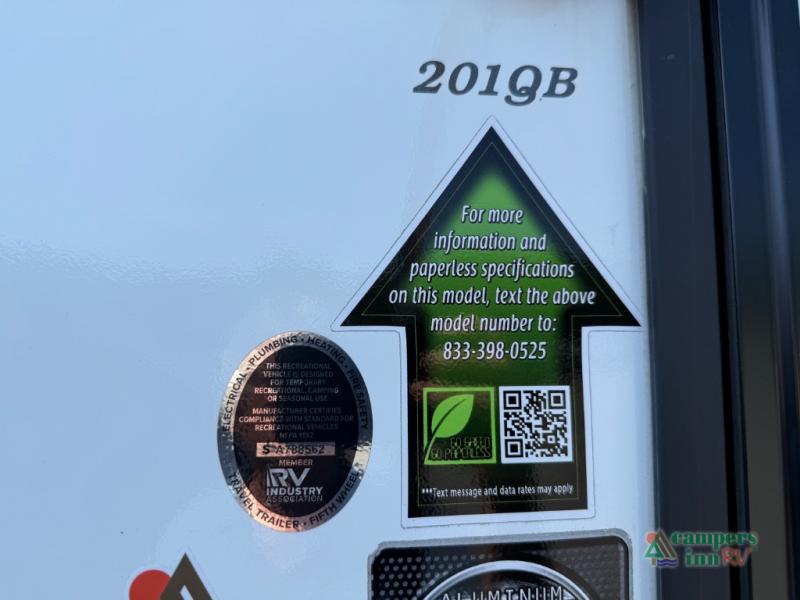 201QB
For more
information and
paperless specifications
on this model, text the above
model number to:
833-398-0525
GO GREEN
GO PAPERLESS
***Text message and data rates may apply
ELECTRICAL • PLUMBING • HEATING • FIRE SAFETY
THIS RECREATIONAL
VEHICLE IS DESIGNED
FOR TEMPORARY
RECREATIONAL, CAMPING
OR SEASONAL USE
MANUFACTURER CERTIFIES
COMPLIANCE WITH STANDARD FOR
RECREATIONAL VEHICLES
NFPA 1192
MEMBER
RV
INDUSTRY
ASSOCIATION
TRAVEL TRAILER • FIFTH WHEEL
ALUMINUM
campers
inn RV